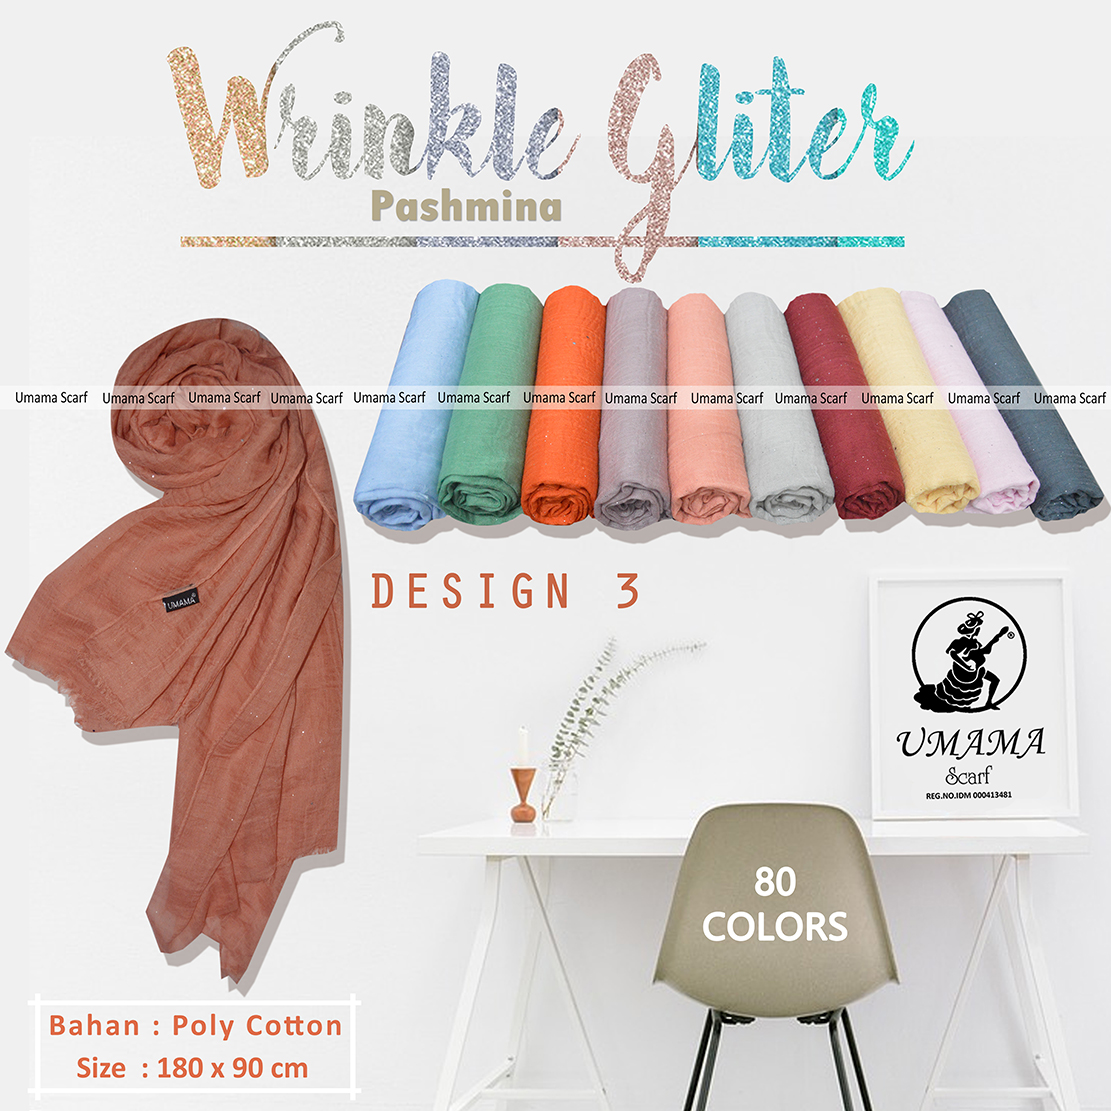 Wrinkle Gliter
Pashmina
Umama Scarf Umama Scarf Umama Scarf Umama Scarf Umama Scarf Umama Scarf Umama Scarf Umama Scarf Umama Scarf Umama Scarf Umama Scarf Umama Scarf Umama Scarf
UMAMA®
DESIGN 3
®
UMAMA
Scarf
REG.NO.IDM 000413481
80
COLORS
Bahan : Poly Cotton
Size : 180 x 90 cm